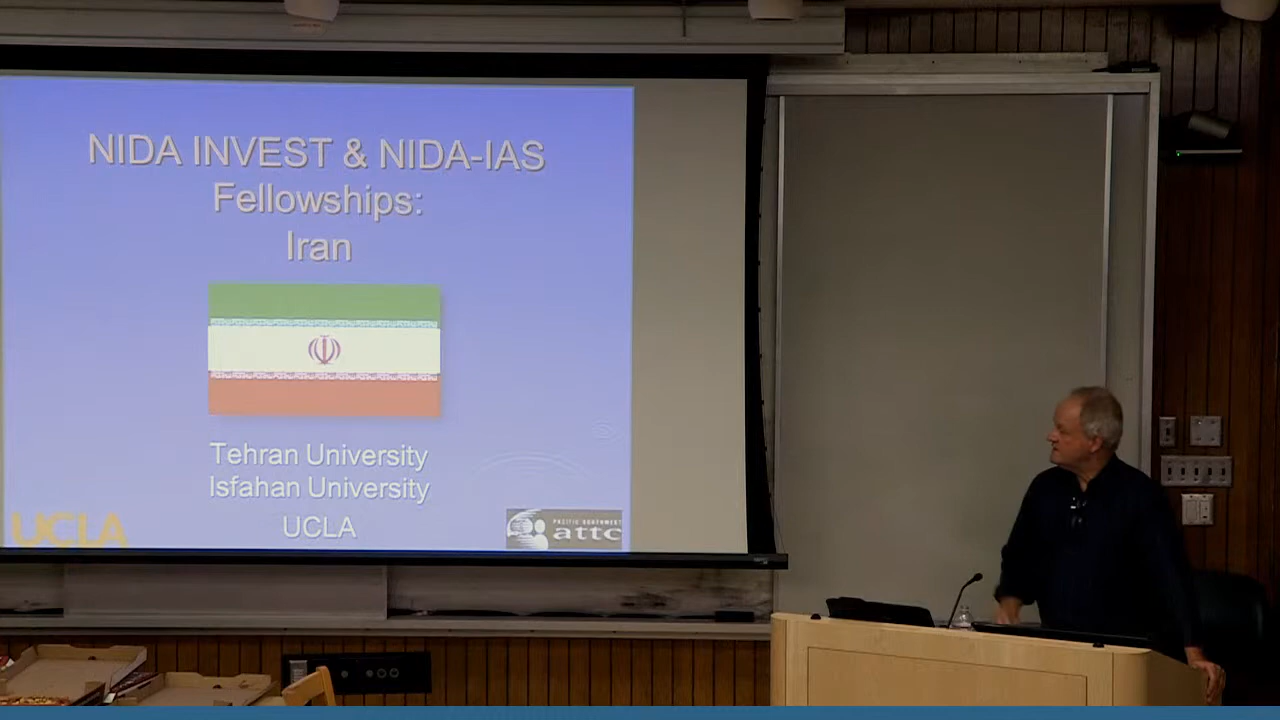 NIDA INVEST & NIDA-IAS
Fellowships:
Iran
Tehran University
Isfahan University
UCLA
UCLA
PACIFIC SOUTHWEST
attc